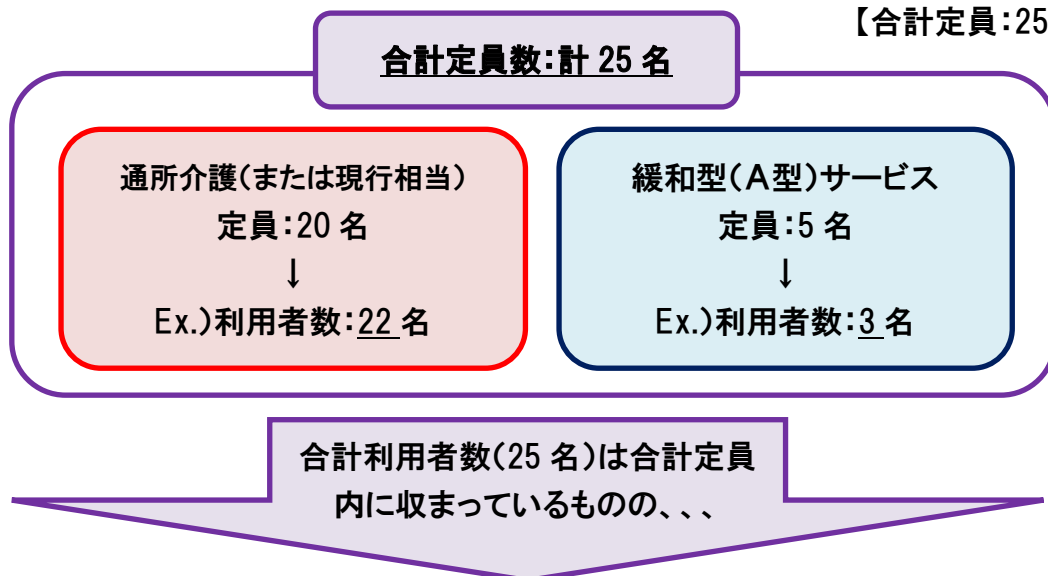 【合計定員:25
合計定員数:計 25 名
通所介護(または現行相当)
定員:20 名
↓
Ex.)利用者数:22 名
緩和型(A型)サービス
定員:5 名
↓
Ex.)利用者数:3 名
合計利用者数(25 名)は合計定員
内に収まっているものの、、、